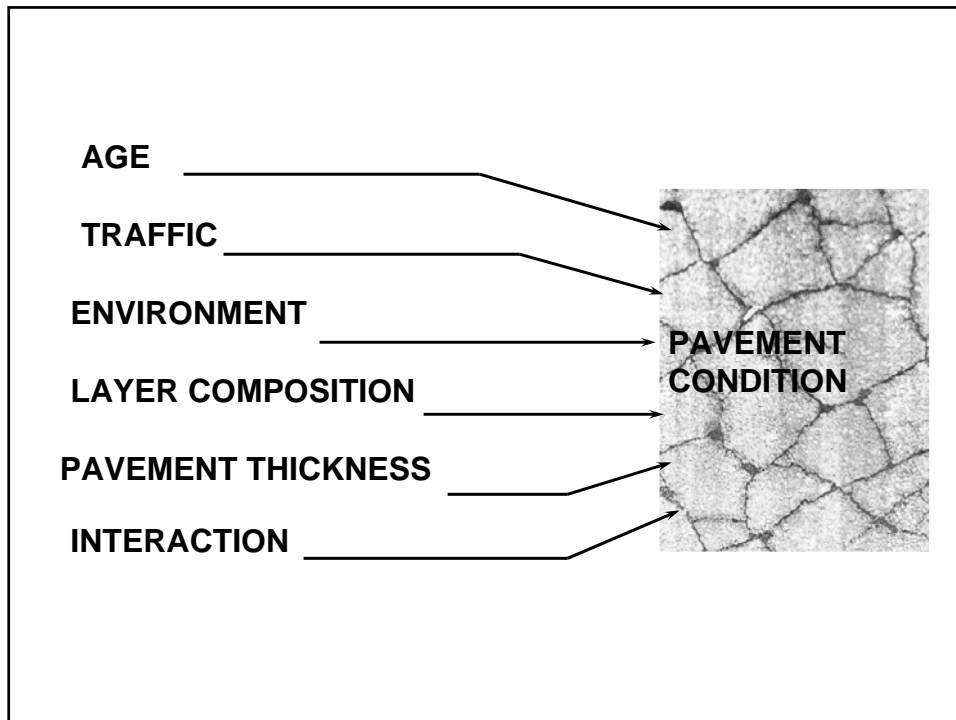 AGE
TRAFFIC
ENVIRONMENT
LAYER COMPOSITION
PAVEMENT THICKNESS
INTERACTION
PAVEMENT
CONDITION